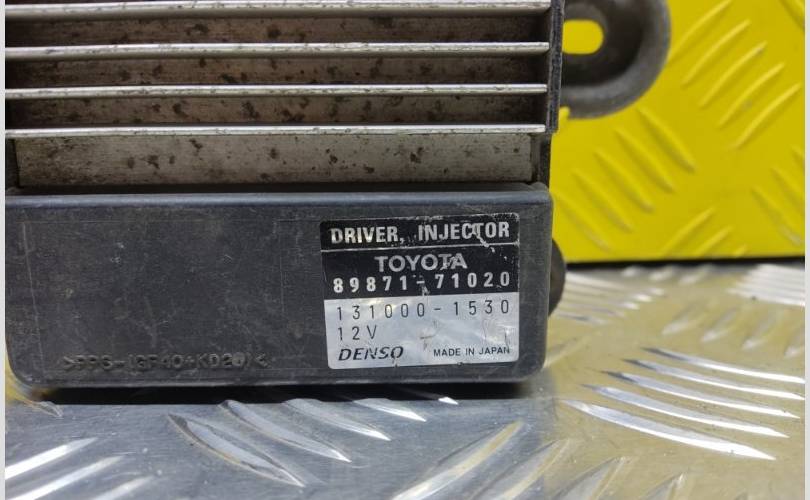 DRIVER, INJECTOR
TOYOTA
89871-71020
131000-1530
12V
DENSO MADE IN JAPAN
>PPS-(GF40+KD20)<